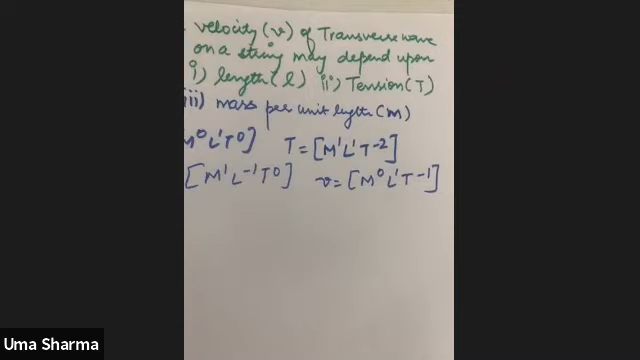 velocity (v) of Transverse wave
on a string may depend upon
i) length (l) ii) Tension (T)
iii) mass per unit legth (m)
M⁰L¹T⁰] T = [M¹L¹T⁻²]
[M¹L⁻¹T⁰] v = [M⁰L¹T⁻¹]
Uma Sharma